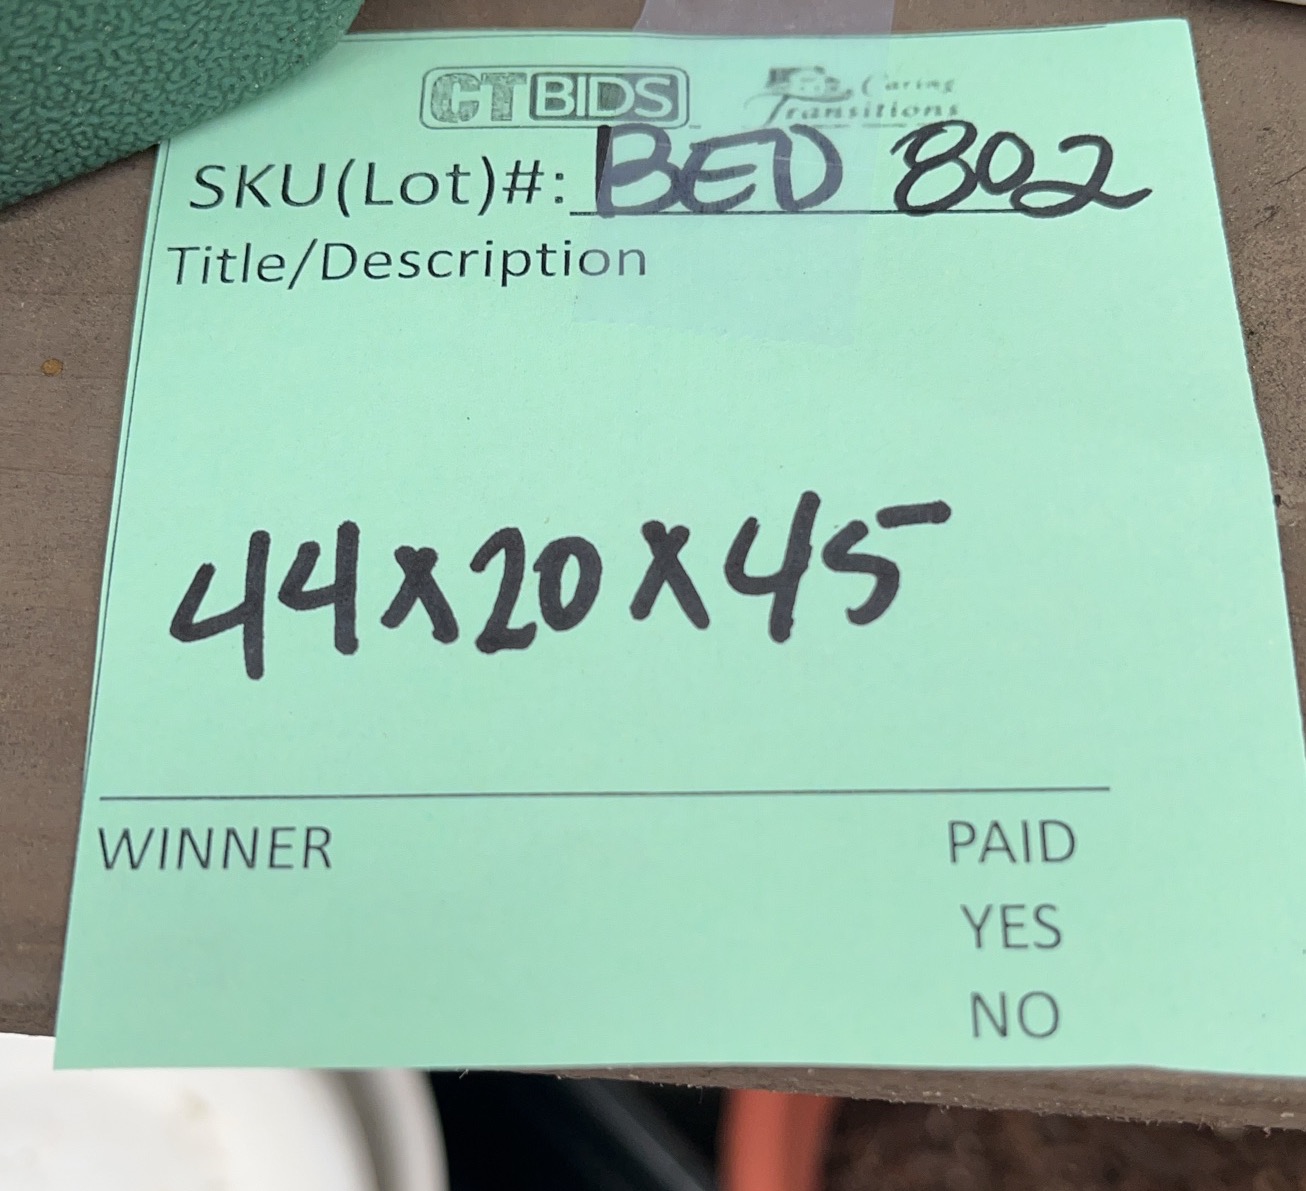 CTBIDS Caring Transitions
SKU(Lot)#: BED 802
Title/Description
44x20x45
WINNER PAID
YES
NO